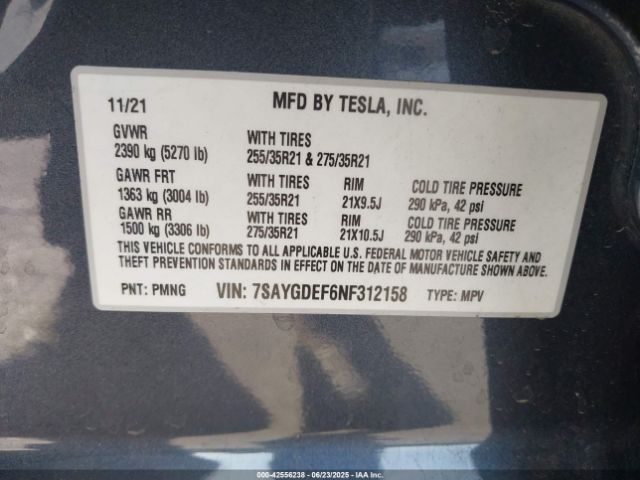 11/21 MFD BY TESLA, INC.
GVWR WITH TIRES
2390 kg (5270 lb) 255/35R21 & 275/35R21
GAWR FRT WITH TIRES RIM COLD TIRE PRESSURE
1363 kg (3004 lb) 255/35R21 21X9.5J 290 kPa, 42 psi
GAWR RR WITH TIRES RIM COLD TIRE PRESSURE
1500 kg (3306 lb) 275/35R21 21X10.5J 290 kPa, 42 psi
THIS VEHICLE CONFORMS TO ALL APPLICABLE U.S. FEDERAL MOTOR VEHICLE SAFETY AND
THEFT PREVENTION STANDARDS IN EFFECT ON THE DATE OF MANUFACTURE SHOWN ABOVE.
PNT: PMNG VIN: 7SAYGDEF6NF312158 TYPE: MPV
000-42556238 - 06/23/2025 - IAA Inc.